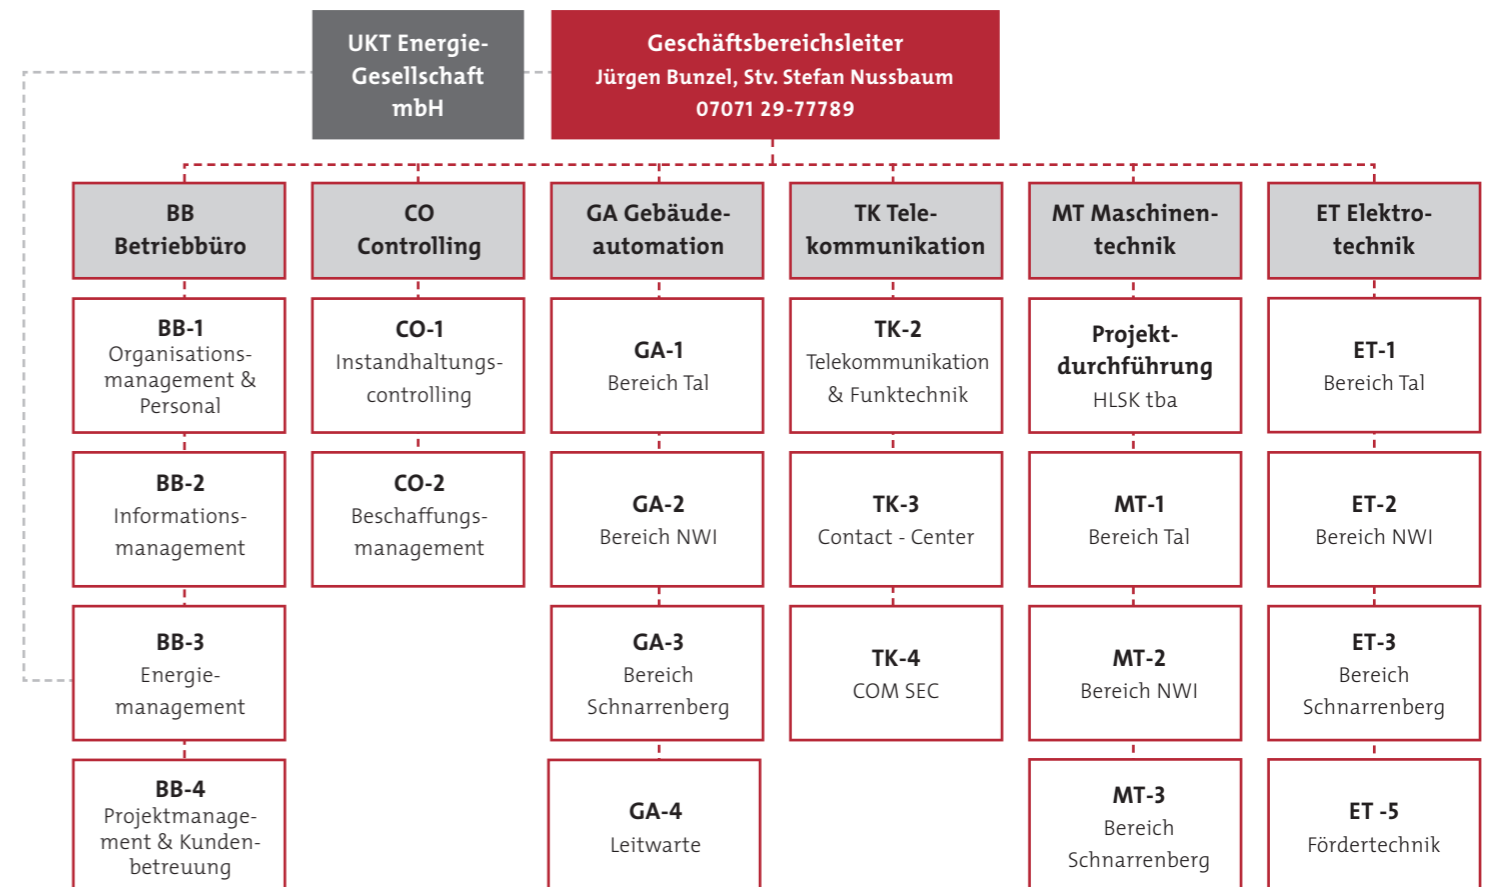 UKT Energie-
Gesellschaft
mbH
Geschäftsbereichsleiter
Jürgen Bunzel, Stv. Stefan Nussbaum
07071 29-77789
BB
Betriebbüro
CO
Controlling
GA Gebäude-
automation
TK Tele-
kommunikation
MT Maschinen-
technik
ET Elektro-
technik
BB-1
Organisations-
management &
Personal
CO-1
Instandhaltungs-
controlling
GA-1
Bereich Tal
TK-2
Telekommunikation
& Funktechnik
Projekt-
durchführung
HLSK tba
ET-1
Bereich Tal
BB-2
Informations-
management
CO-2
Beschaffungs-
management
GA-2
Bereich NWI
TK-3
Contact - Center
MT-1
Bereich Tal
ET-2
Bereich NWI
BB-3
Energie-
management
GA-3
Bereich
Schnarrenberg
TK-4
COM SEC
MT-2
Bereich NWI
ET-3
Bereich
Schnarrenberg
BB-4
Projektmanage-
ment & Kunden-
betreuung
GA-4
Leitwarte
MT-3
Bereich
Schnarrenberg
ET -5
Fördertechnik